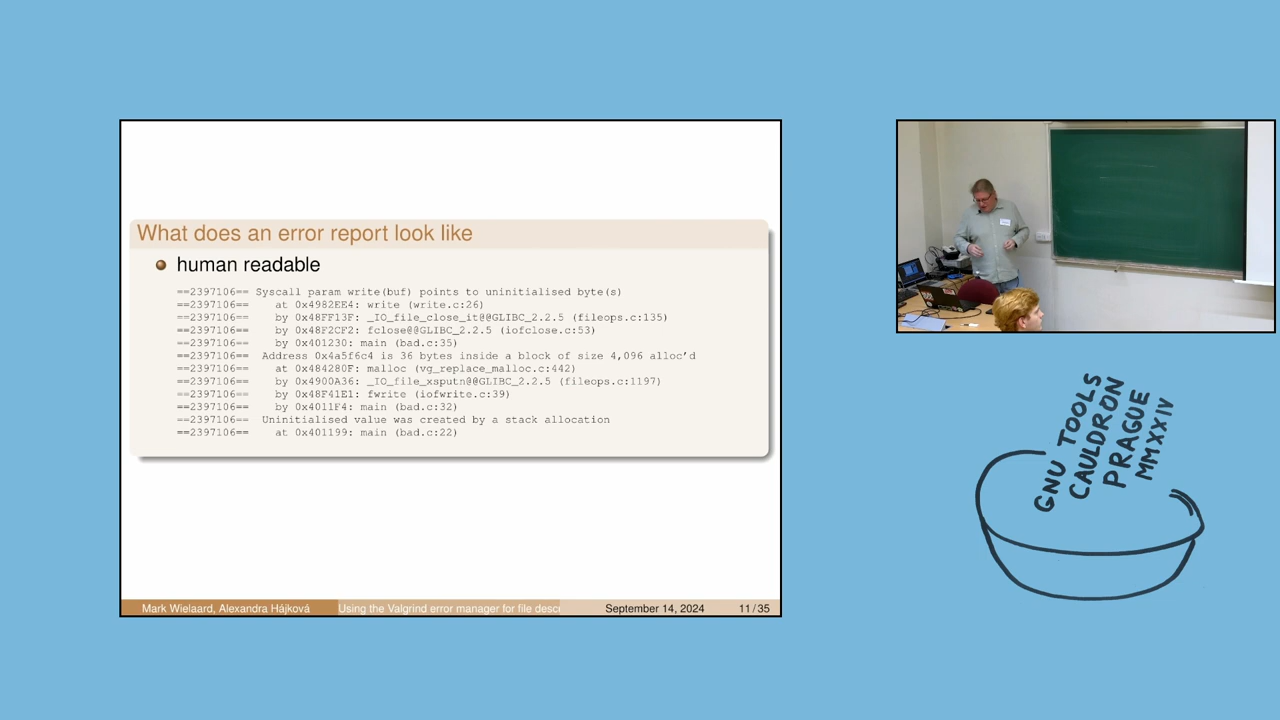 What does an error report look like
human readable
==2397106== Syscall param write(buf) points to uninitialised byte(s)
==2397106==    at 0x4982EE4: write (write.c:26)
==2397106==    by 0x48FF13F: _IO_file_close_it@@GLIBC_2.2.5 (fileops.c:135)
==2397106==    by 0x48F2CF2: fclose@@GLIBC_2.2.5 (iofclose.c:53)
==2397106==    by 0x401230: main (bad.c:35)
==2397106==  Address 0x4a5f6c4 is 36 bytes inside a block of size 4,096 alloc'd
==2397106==    at 0x484280F: malloc (vg_replace_malloc.c:442)
==2397106==    by 0x4900A36: _IO_file_xsputn@@GLIBC_2.2.5 (fileops.c:1197)
==2397106==    by 0x48F41E1: fwrite (iofwrite.c:39)
==2397106==    by 0x4011F4: main (bad.c:32)
==2397106==  Uninitialised value was created by a stack allocation
==2397106==    at 0x401199: main (bad.c:22)
Mark Wielaard, Alexandra Hájková Using the Valgrind error manager for file desc September 14, 2024 11 / 35
GNU TOOLS
CAULDRON
PRAGUE
MMXXIV